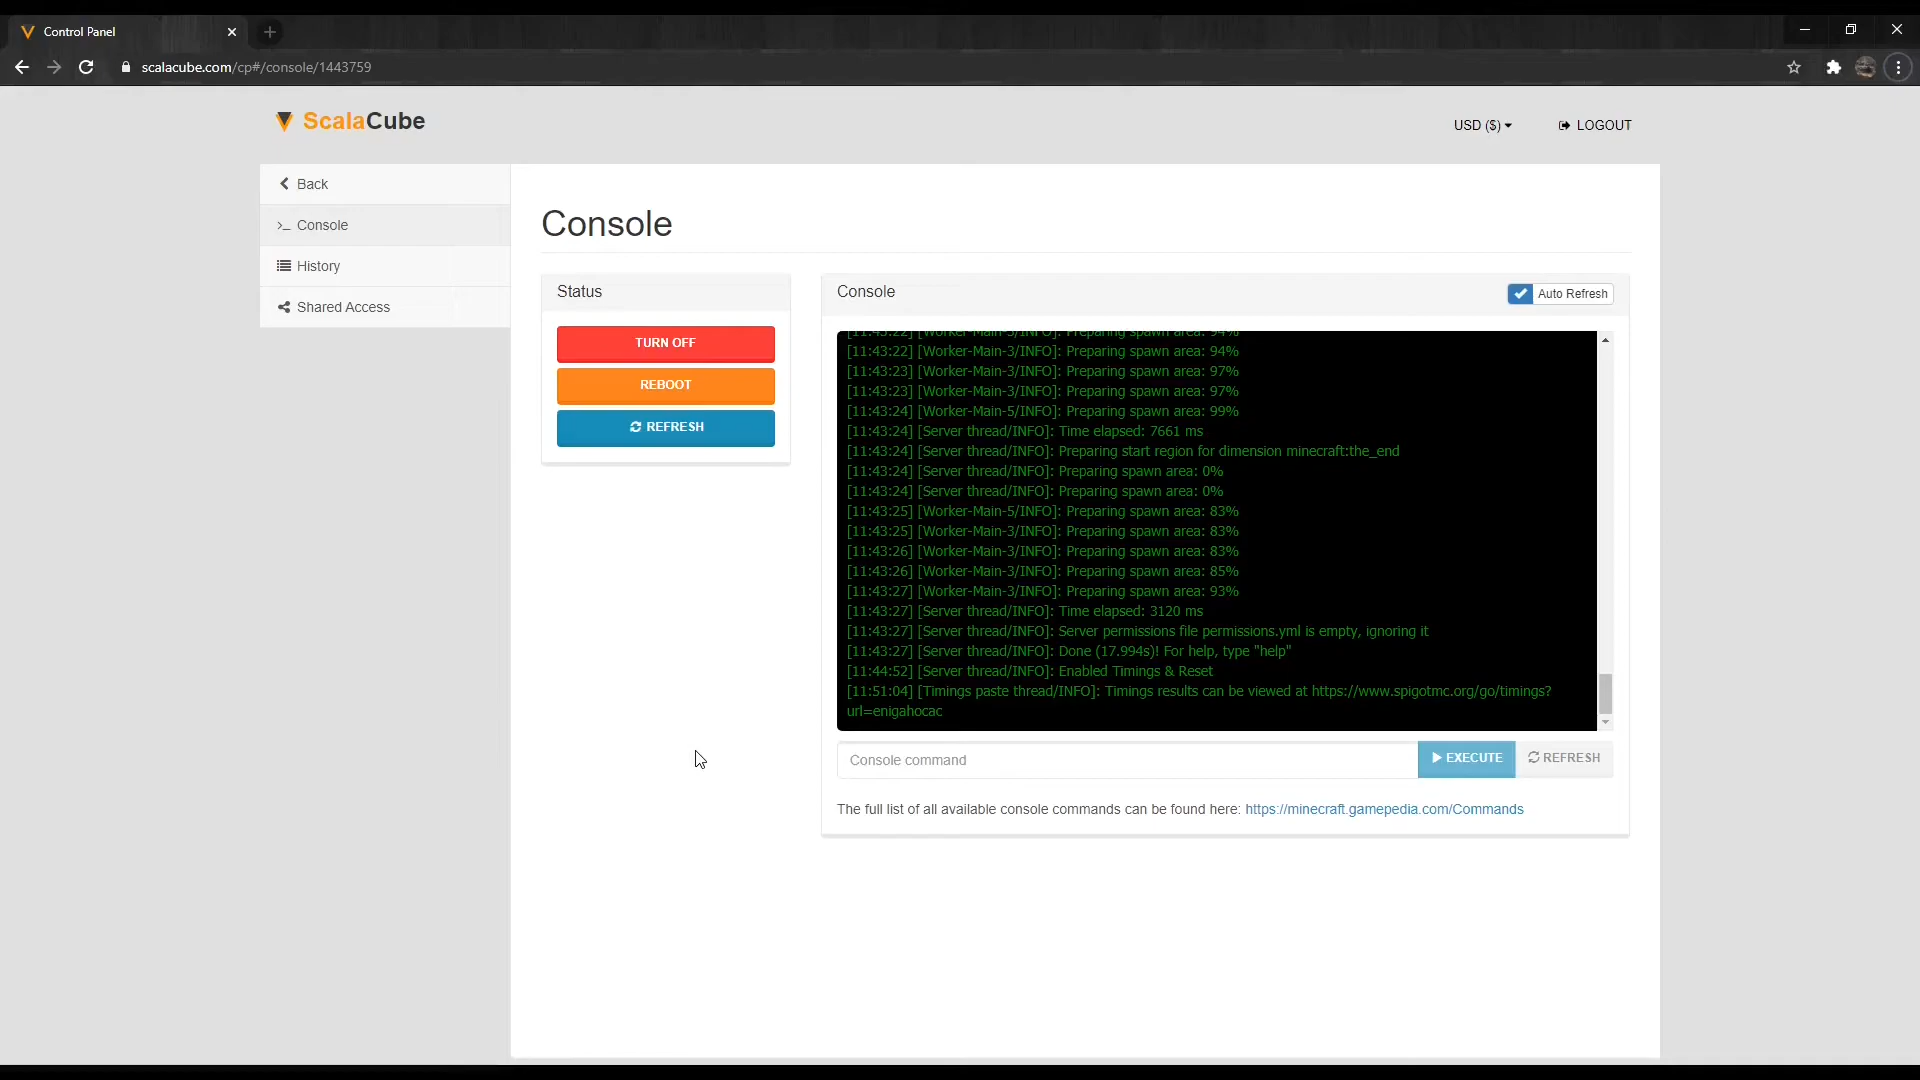 Control Panel
scalacube.com/cp#/console/1443759
ScalaCube
USD ($)
LOGOUT
Back
Console
History
Shared Access
Console
Status
TURN OFF
REBOOT
REFRESH
Console
Auto Refresh
[11:43:22] [Worker-Main-3/INFO]: Preparing spawn area: 94%
[11:43:22] [Worker-Main-3/INFO]: Preparing spawn area: 94%
[11:43:23] [Worker-Main-3/INFO]: Preparing spawn area: 97%
[11:43:23] [Worker-Main-3/INFO]: Preparing spawn area: 97%
[11:43:24] [Worker-Main-5/INFO]: Preparing spawn area: 99%
[11:43:24] [Server thread/INFO]: Time elapsed: 7661 ms
[11:43:24] [Server thread/INFO]: Preparing start region for dimension minecraft:the_end
[11:43:24] [Server thread/INFO]: Preparing spawn area: 0%
[11:43:24] [Server thread/INFO]: Preparing spawn area: 0%
[11:43:25] [Worker-Main-5/INFO]: Preparing spawn area: 83%
[11:43:25] [Worker-Main-3/INFO]: Preparing spawn area: 83%
[11:43:26] [Worker-Main-3/INFO]: Preparing spawn area: 83%
[11:43:26] [Worker-Main-3/INFO]: Preparing spawn area: 85%
[11:43:27] [Worker-Main-3/INFO]: Preparing spawn area: 93%
[11:43:27] [Server thread/INFO]: Time elapsed: 3120 ms
[11:43:27] [Server thread/INFO]: Server permissions file permissions.yml is empty, ignoring it
[11:43:27] [Server thread/INFO]: Done (17.994s)! For help, type "help"
[11:44:52] [Server thread/INFO]: Enabled Timings & Reset
[11:51:04] [Timings paste thread/INFO]: Timings results can be viewed at https://www.spigotmc.org/go/timings?
url=enigahocac
Console command
EXECUTE
REFRESH
The full list of all available console commands can be found here: https://minecraft.gamepedia.com/Commands